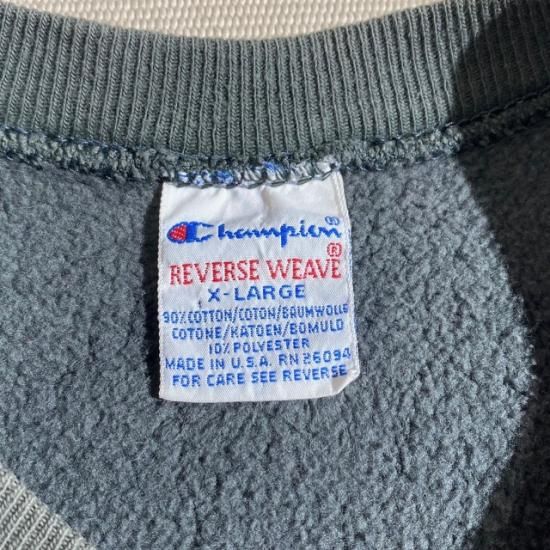 Champion®
REVERSE WEAVE®
X-LARGE
90% COTTON/COTON/BAUMWOLLE
COTONE/KATOEN/BOMULD
10% POLYESTER
MADE IN U.S.A. RN 26094
FOR CARE SEE REVERSE